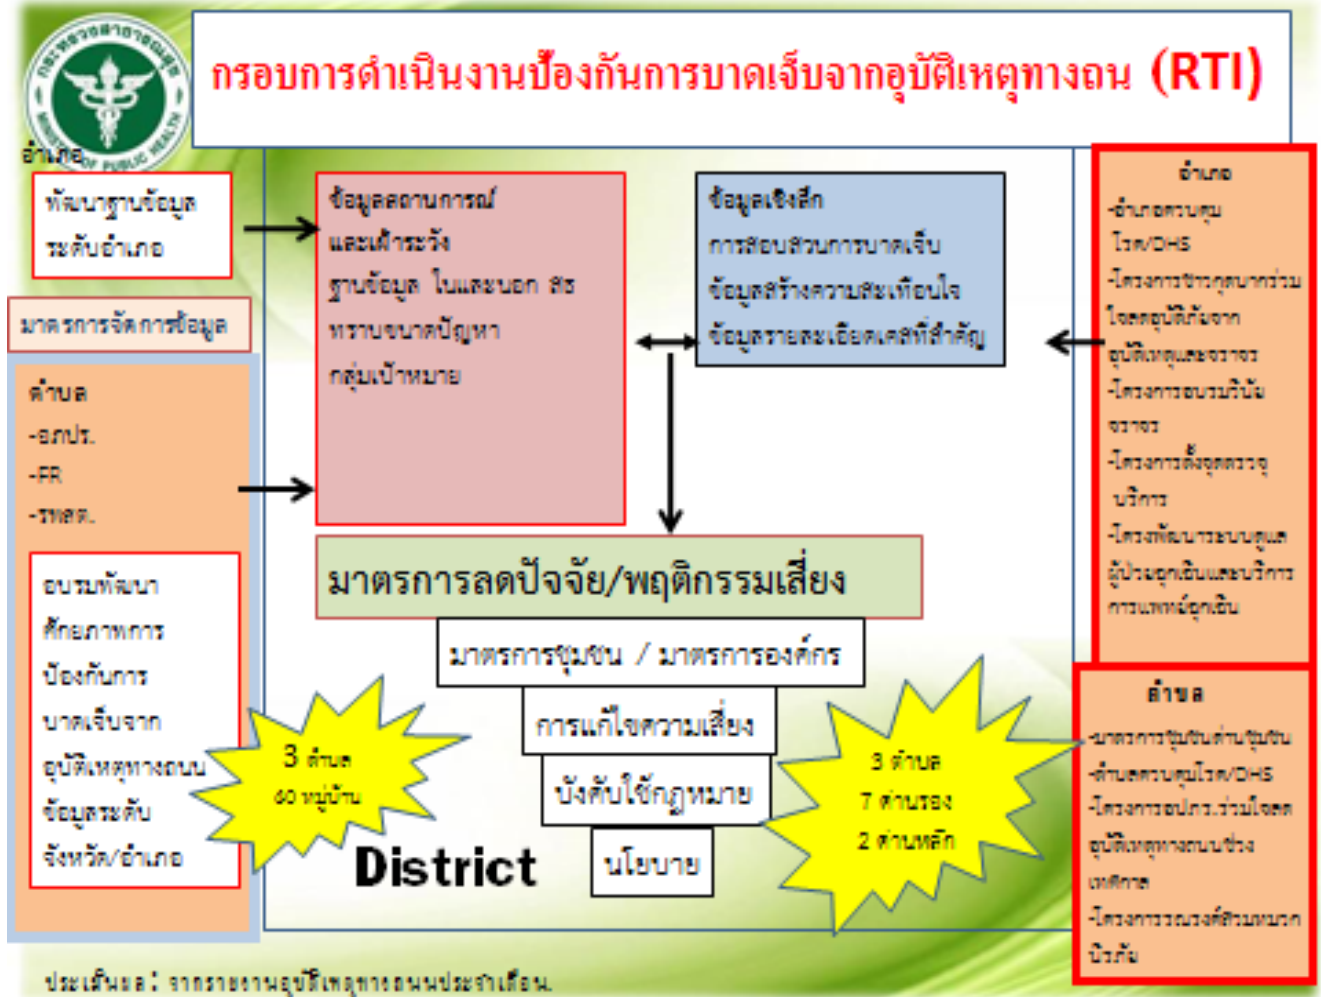 กระทรวงสาธารณสุข
MINISTRY OF PUBLIC HEALTH
กรอบการดำเนินงานป้องกันการบาดเจ็บจากอุบัติเหตุทางถน (RTI)
อำเภอ
พัฒนาฐานข้อมูล
ระดับอำเภอ
มาตรการจัดการข้อมูล
ตำบล
-อภปร.
-FR
-รพสต.
อบรมพัฒนา
ศักยภาพการ
ป้องกันการ
บาดเจ็บจาก
อุบัติเหตุทางถนน
ข้อมูลระดับ
จังหวัด/อำเภอ
3 ตำบล
60 หมู่บ้าน
ข้อมูลสถานการณ์
และเฝ้าระวัง
ฐานข้อมูล ในและนอก สธ
ทราบขนาดปัญหา
กลุ่มเป้าหมาย
ข้อมูลเชิงลึก
การสอบสวนการบาดเจ็บ
ข้อมูลสร้างความสะเทือนใจ
ข้อมูลรายละเอียดเคสที่สำคัญ
มาตรการลดปัจจัย/พฤติกรรมเสี่ยง
มาตรการชุมชน / มาตรการองค์กร
การแก้ไขความเสี่ยง
บังคับใช้กฎหมาย
นโยบาย
District
3 ตำบล
7 ด่านรอง
2 ด่านหลัก
อำเภอ
-อำเภอควบคุม
โรค/DHS
-โครงการชาวกุดบากร่วม
ใจลดอุบัติภัยจาก
อุบัติเหตุและจราจร
-โครงการอบรมวินัย
จราจร
-โครงการตั้งจุดตรวจ
บริการ
-โครงพัฒนาระบบดูแล
ผู้ป่วยฉุกเฉินและบริการ
การแพทย์ฉุกเฉิน
ตำบล
-มาตรการชุมชนด่านชุมชน
-ตำบลควบคุมโรค/DHS
-โครงการอปภร.ร่วมใจลด
อุบัติเหตุทางถนนช่วง
เทศกาล
-โครงการรณรงค์สวมหมวก
นิรภัย
ประเมินผล : จากรายงานอุบัติเหตุทางถนนประจำเดือน.